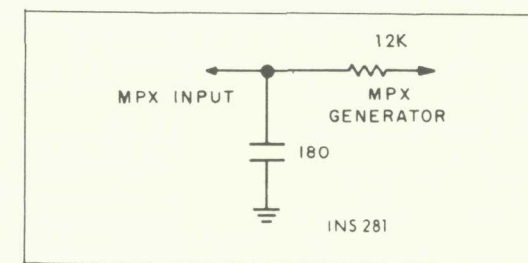 12K
MPX INPUT
MPX
GENERATOR
180
INS 281